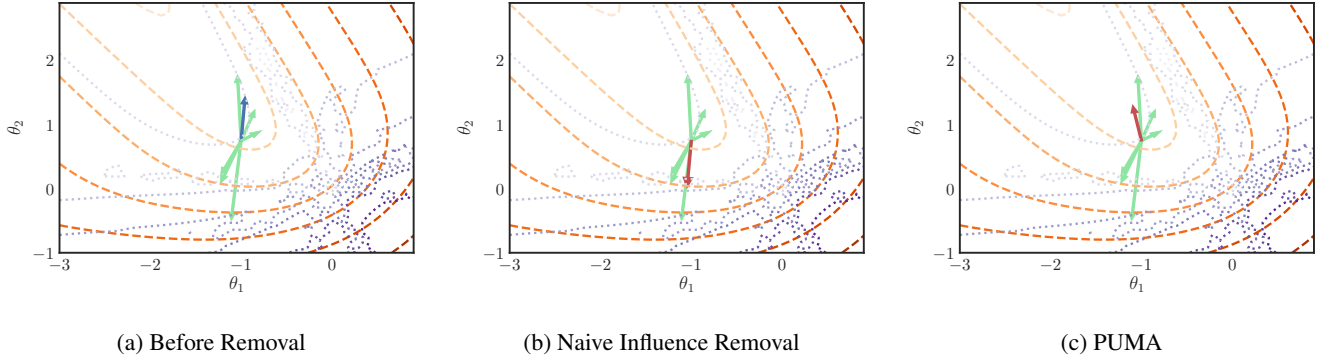 2
1
0
−1
θ₂
−3
−2
−1
0
θ₁
(a) Before Removal
2
1
0
−1
θ₂
−3
−2
−1
0
θ₁
(b) Naive Influence Removal
2
1
0
−1
θ₂
−3
−2
−1
0
θ₁
(c) PUMA